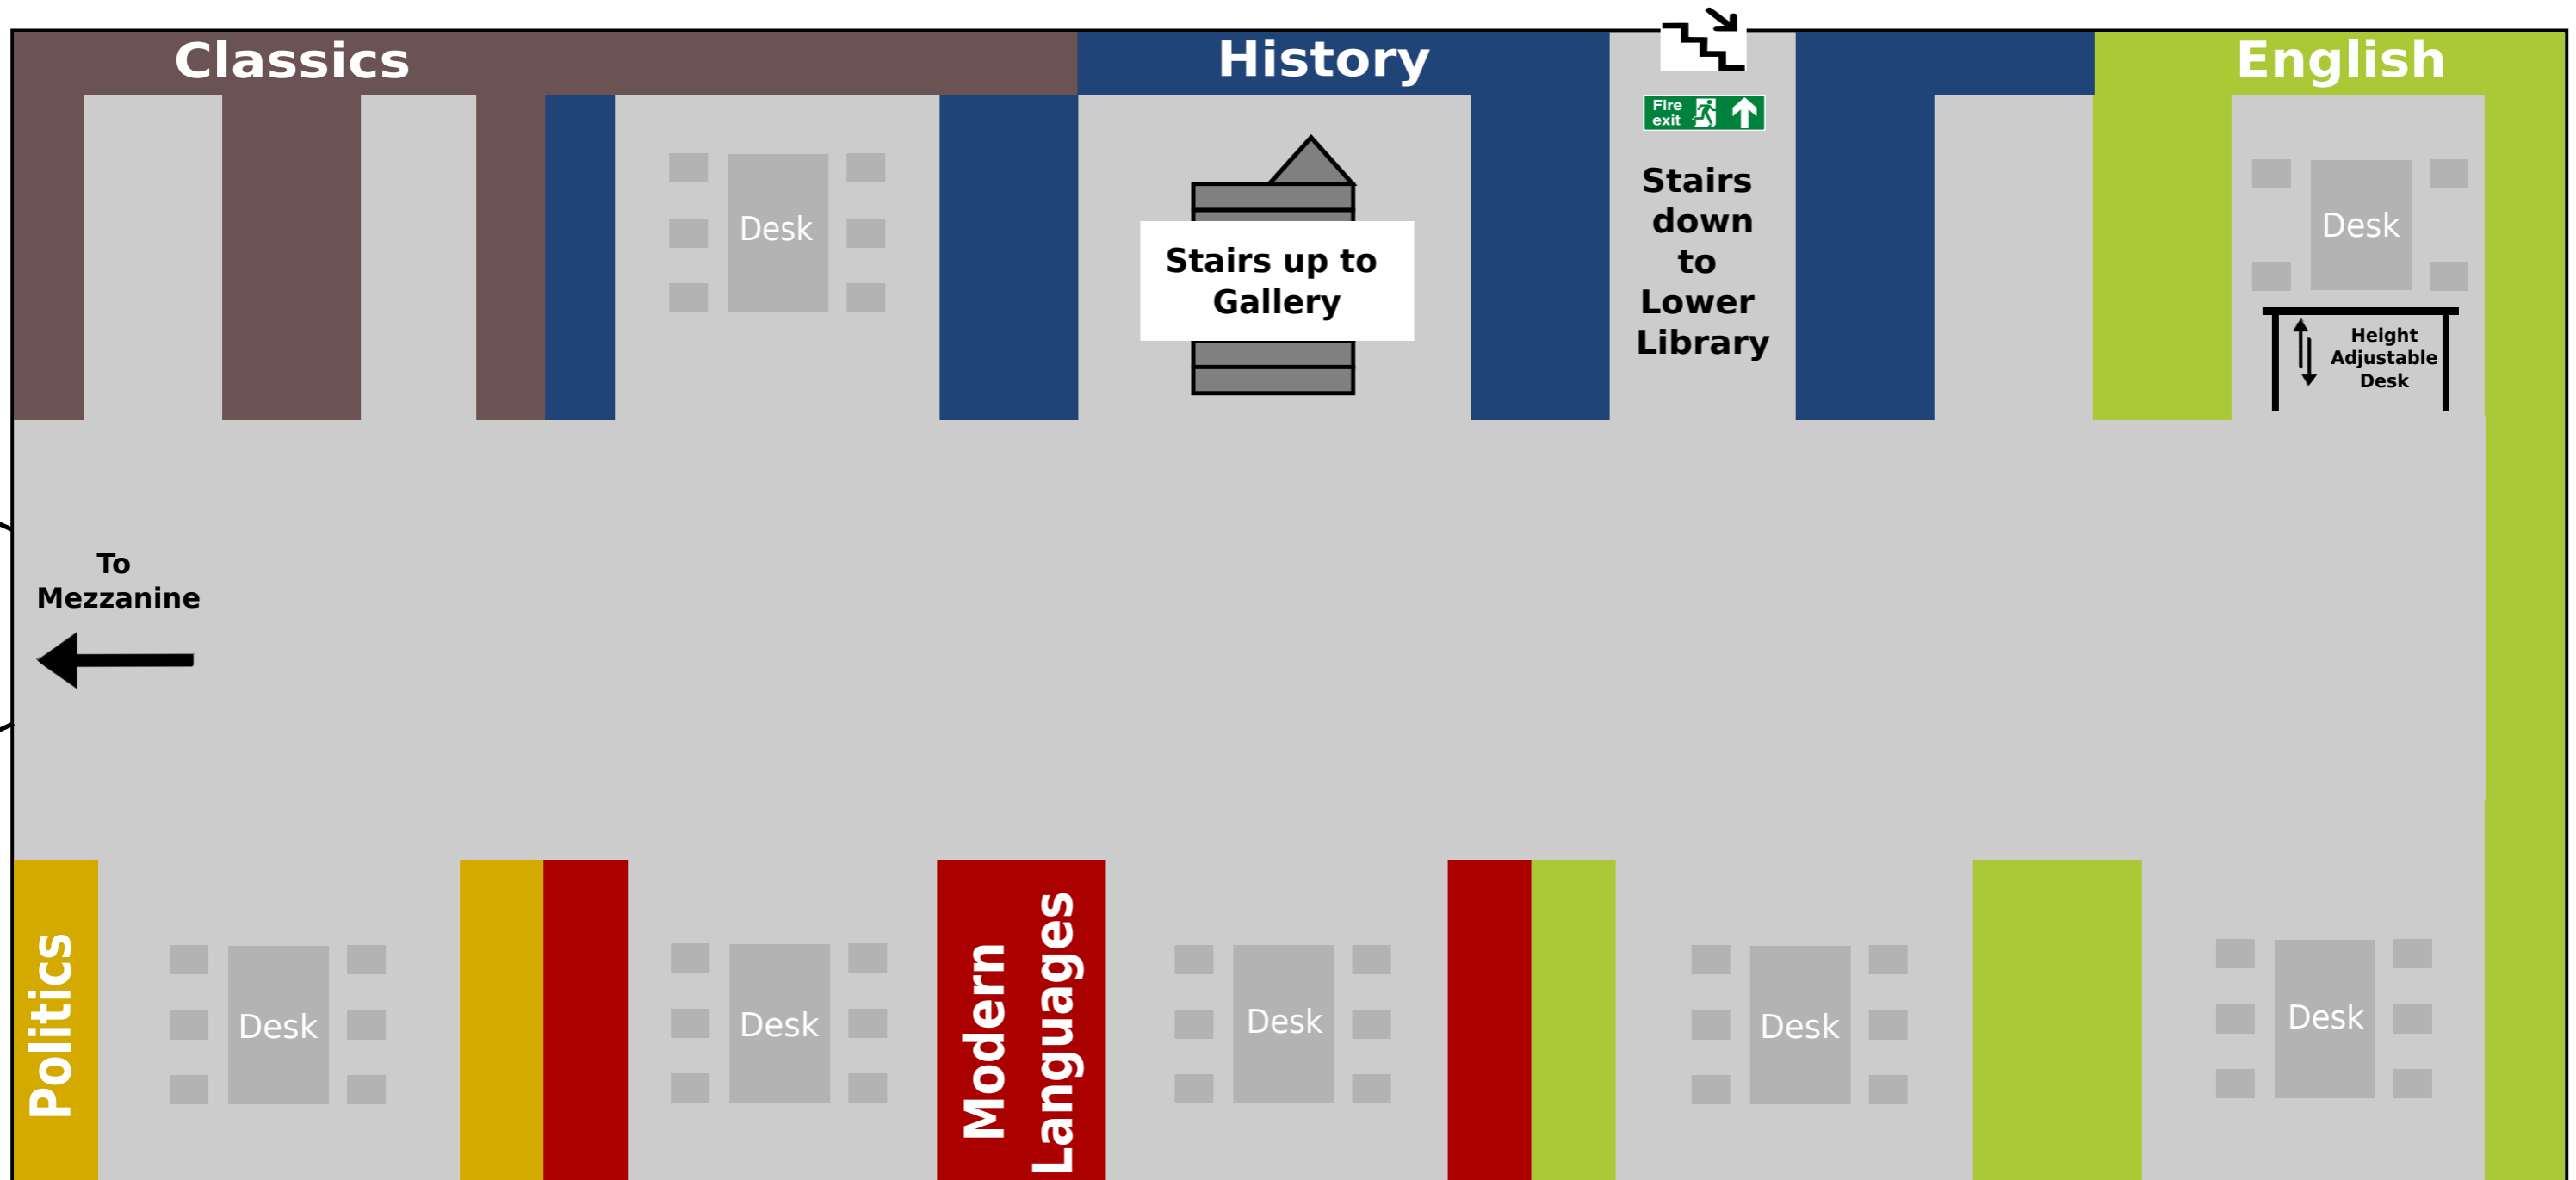 Classics
History
English
Fire
exit
Stairs
down
to
Lower
Library
Desk
Stairs up to
Gallery
Desk
Height
Adjustable
Desk
To
Mezzanine
Politics
Desk
Desk
Modern
Languages
Desk
Desk
Desk